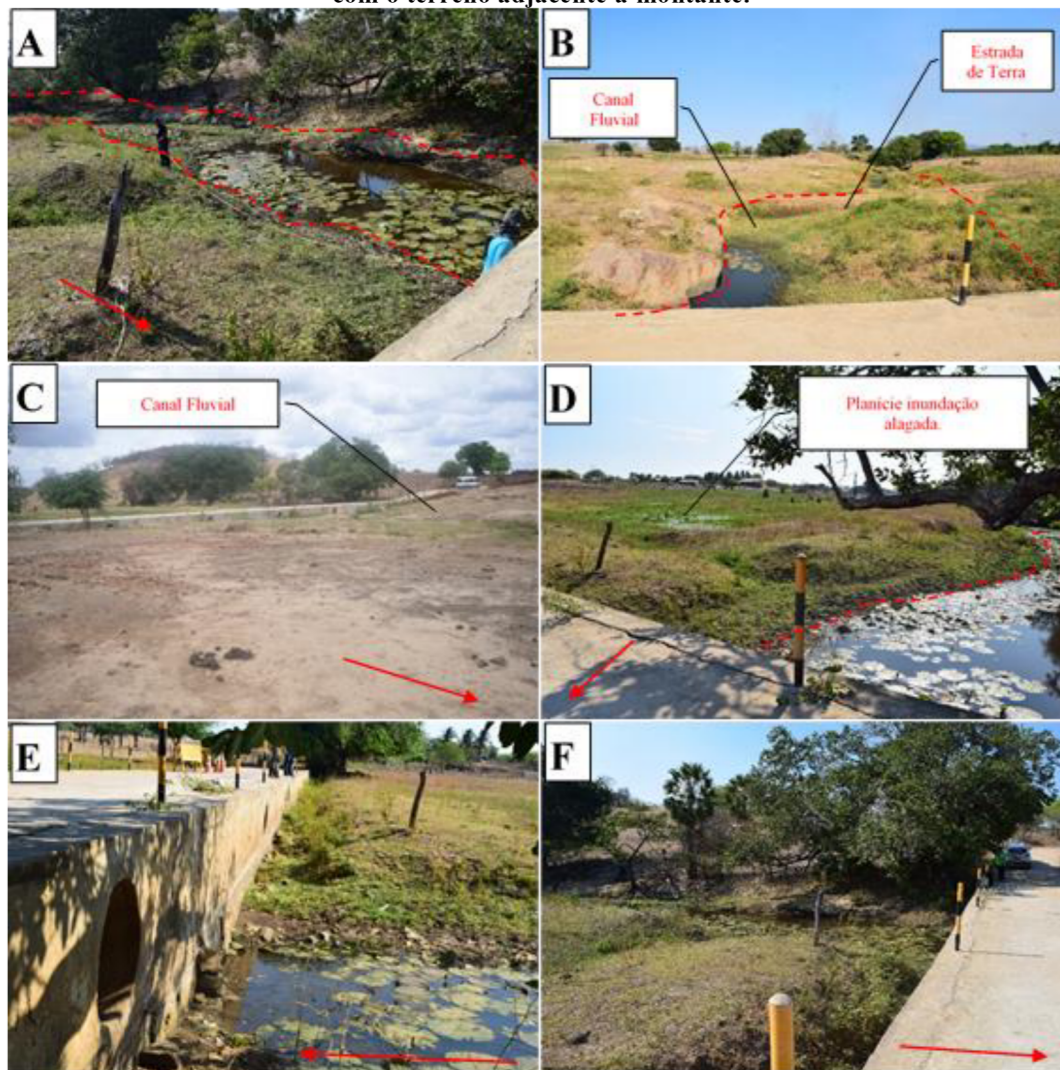 com o terreno adjacente a montante.
A
B
Estrada
de Terra
Canal
Fluvial
C
Canal Fluvial
D
Planície inundação
alagada.
E
F